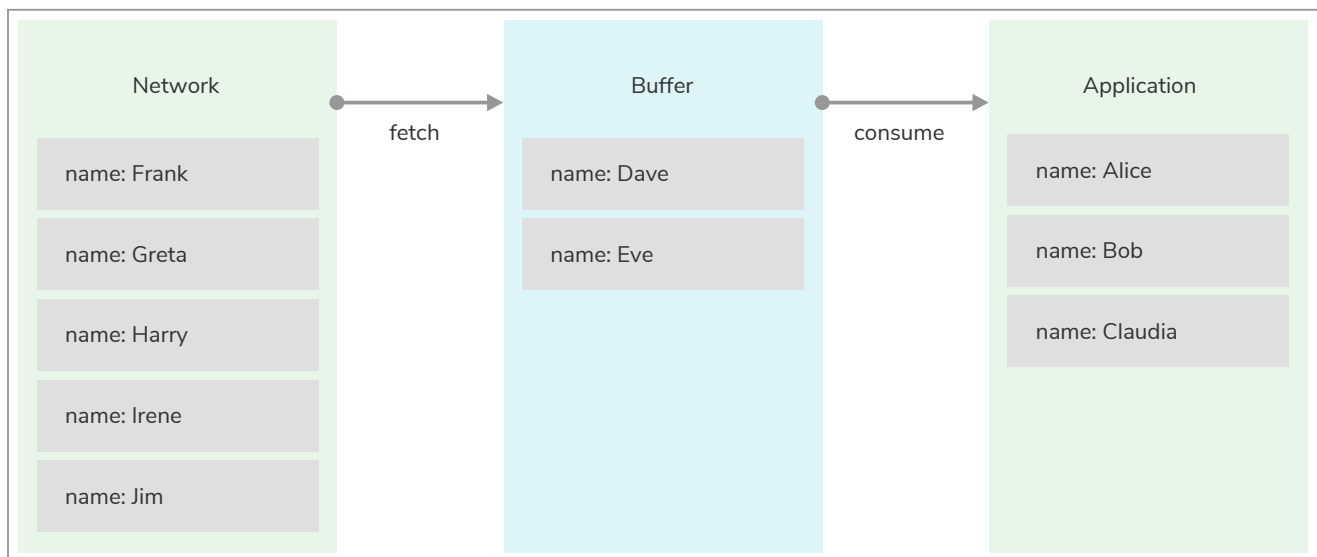 Network
fetch
Buffer
consume
Application
name: Frank
name: Greta
name: Harry
name: Irene
name: Jim
name: Dave
name: Eve
name: Alice
name: Bob
name: Claudia